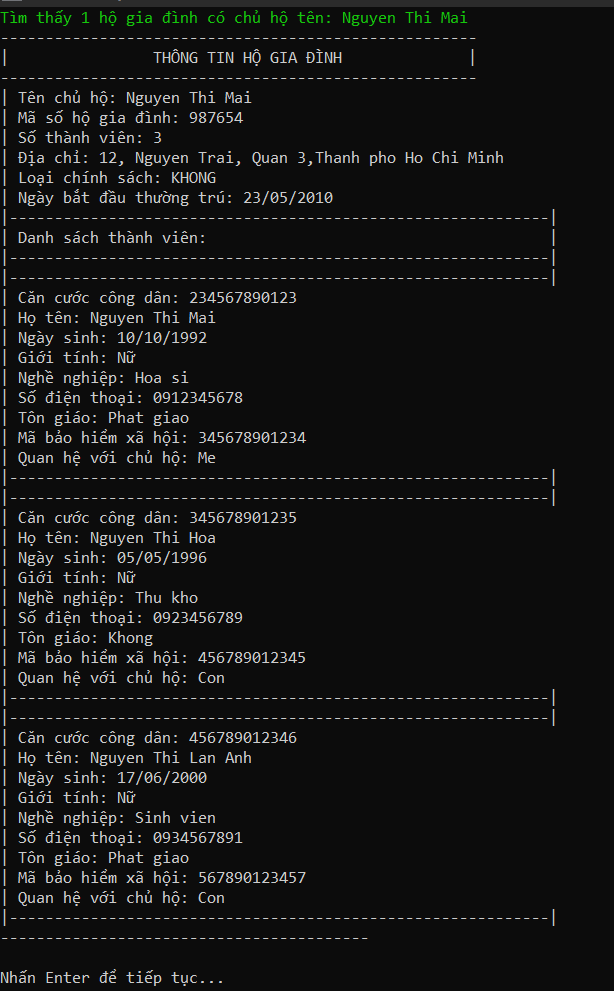 Tìm thấy 1 hộ gia đình có chủ hộ tên: Nguyen Thi Mai
-----------------------------------------------------
|                THÔNG TIN HỘ GIA ĐÌNH              |
-----------------------------------------------------
| Tên chủ hộ: Nguyen Thi Mai
| Mã số hộ gia đình: 987654
| Số thành viên: 3
| Địa chỉ: 12, Nguyen Trai, Quan 3,Thanh pho Ho Chi Minh
| Loại chính sách: KHONG
| Ngày bắt đầu thường trú: 23/05/2010
|------------------------------------------------------------|
| Danh sách thành viên:                                      |
|------------------------------------------------------------|
|------------------------------------------------------------|
| Căn cước công dân: 234567890123
| Họ tên: Nguyen Thi Mai
| Ngày sinh: 10/10/1992
| Giới tính: Nữ
| Nghề nghiệp: Hoa si
| Số điện thoại: 0912345678
| Tôn giáo: Phat giao
| Mã bảo hiểm xã hội: 345678901234
| Quan hệ với chủ hộ: Me
|------------------------------------------------------------|
|------------------------------------------------------------|
| Căn cước công dân: 345678901235
| Họ tên: Nguyen Thi Hoa
| Ngày sinh: 05/05/1996
| Giới tính: Nữ
| Nghề nghiệp: Thu kho
| Số điện thoại: 0923456789
| Tôn giáo: Khong
| Mã bảo hiểm xã hội: 456789012345
| Quan hệ với chủ hộ: Con
|------------------------------------------------------------|
|------------------------------------------------------------|
| Căn cước công dân: 456789012346
| Họ tên: Nguyen Thi Lan Anh
| Ngày sinh: 17/06/2000
| Giới tính: Nữ
| Nghề nghiệp: Sinh vien
| Số điện thoại: 0934567891
| Tôn giáo: Phat giao
| Mã bảo hiểm xã hội: 567890123457
| Quan hệ với chủ hộ: Con
|------------------------------------------------------------|
-----------------------------------------
Nhấn Enter để tiếp tục...